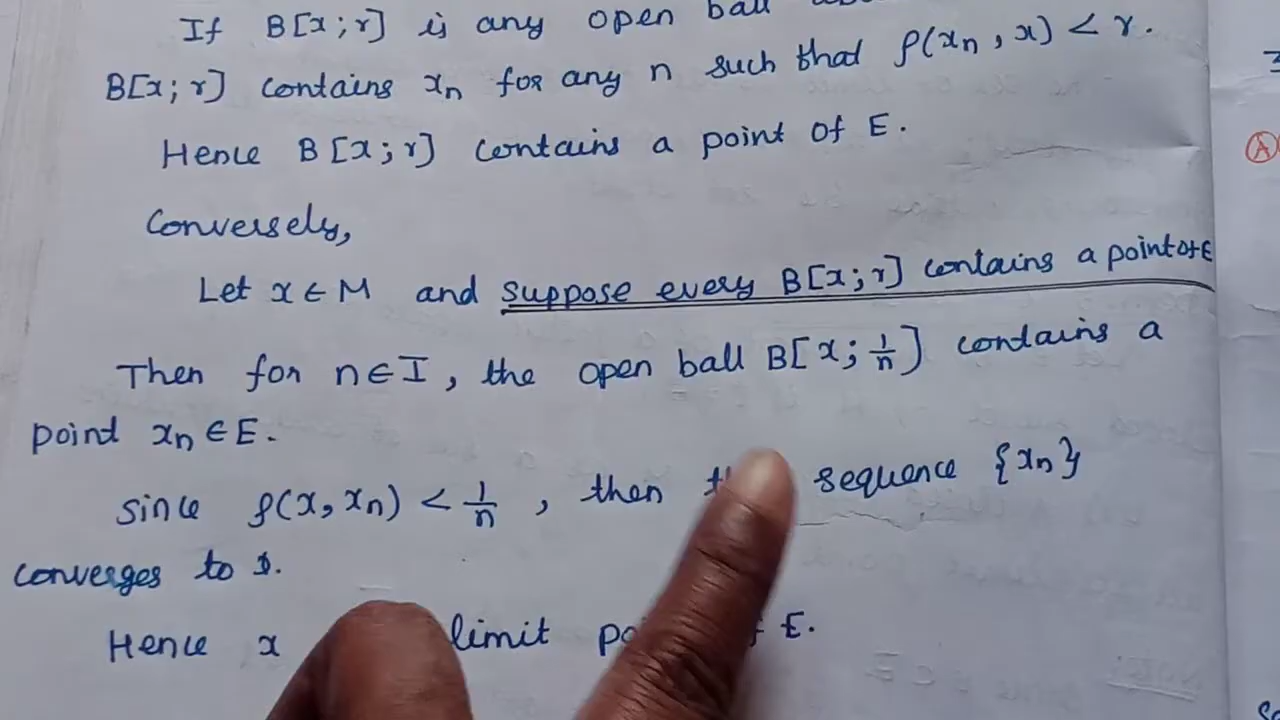 If B[x; r] is any open ball
B[x; r] contains xₙ for any n such that ρ(xₙ, x) < r.
Hence B[x; r] contains a point of E.
Conversely,
Let x ∈ M and suppose every B[x; r] contains a point of E
Then for n ∈ I, the open ball B[x; 1/n] contains a
point xₙ ∈ E.
since ρ(x, xₙ) < 1/n, then sequence {xₙ}
converges to
Hence x limit E.
A